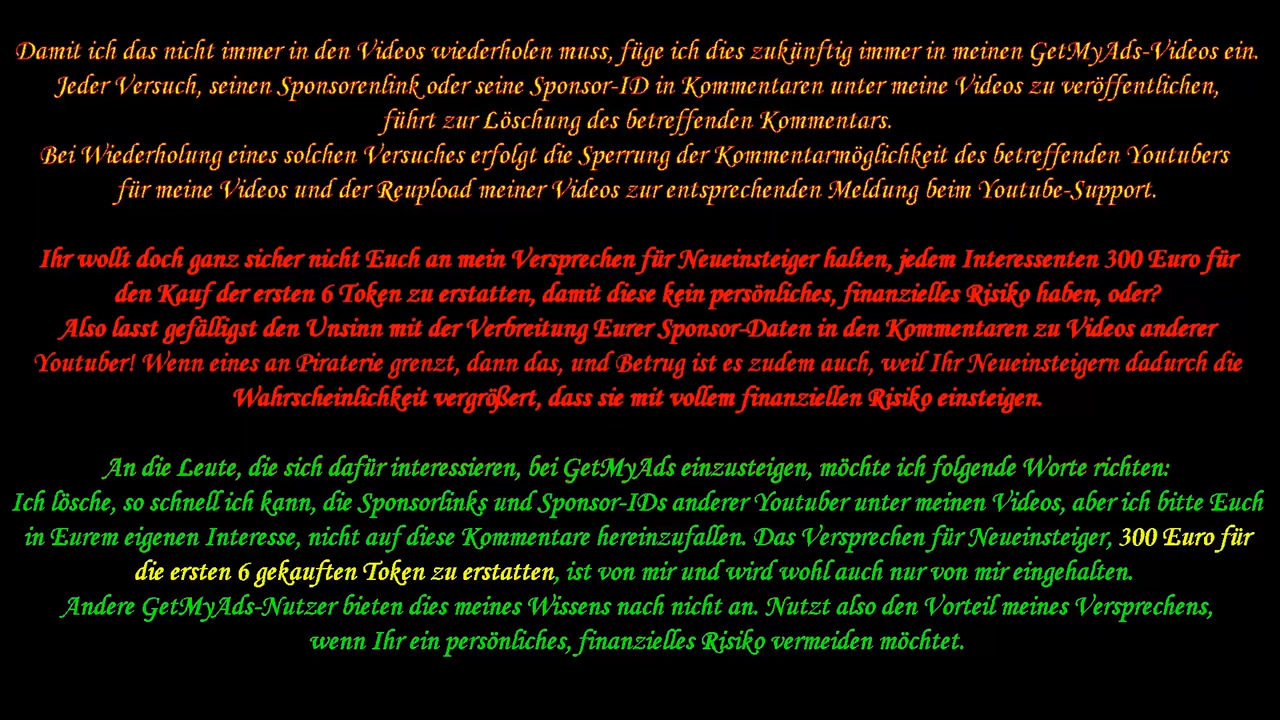 Damit ich das nicht immer in den Videos wiederholen muss, füge ich dies zukünftig immer in meinen GetMyAds-Videos ein.
Jeder Versuch, seinen Sponsorenlink oder seine Sponsor-ID in Kommentaren unter meine Videos zu veröffentlichen,
führt zur Löschung des betreffenden Kommentars.
Bei Wiederholung eines solchen Versuches erfolgt die Sperrung der Kommentarmöglichkeit des betreffenden Youtubers
für meine Videos und der Reupload meiner Videos zur entsprechenden Meldung beim Youtube-Support.
Ihr wollt doch ganz sicher nicht Euch an mein Versprechen für Neueinsteiger halten, jedem Interessenten 300 Euro für
den Kauf der ersten 6 Token zu erstatten, damit diese kein persönliches, finanzielles Risiko haben, oder?
Also lasst gefälligst den Unsinn mit der Verbreitung Eurer Sponsor-Daten in den Kommentaren zu Videos anderer
Youtuber! Wenn eines an Piraterie grenzt, dann das, und Betrug ist es zudem auch, weil Ihr Neueinsteigern dadurch die
Wahrscheinlichkeit vergrößert, dass sie mit vollem finanziellen Risiko einsteigen.
An die Leute, die sich dafür interessieren, bei GetMyAds einzusteigen, möchte ich folgende Worte richten:
Ich lösche, so schnell ich kann, die Sponsorlinks und Sponsor-IDs anderer Youtuber unter meinen Videos, aber ich bitte Euch
in Eurem eigenen Interesse, nicht auf diese Kommentare hereinzufallen. Das Versprechen für Neueinsteiger, 300 Euro für
die ersten 6 gekauften Token zu erstatten, ist von mir und wird wohl auch nur von mir eingehalten.
Andere GetMyAds-Nutzer bieten dies meines Wissens nach nicht an. Nutzt also den Vorteil meines Versprechens,
wenn Ihr ein persönliches, finanzielles Risiko vermeiden möchtet.